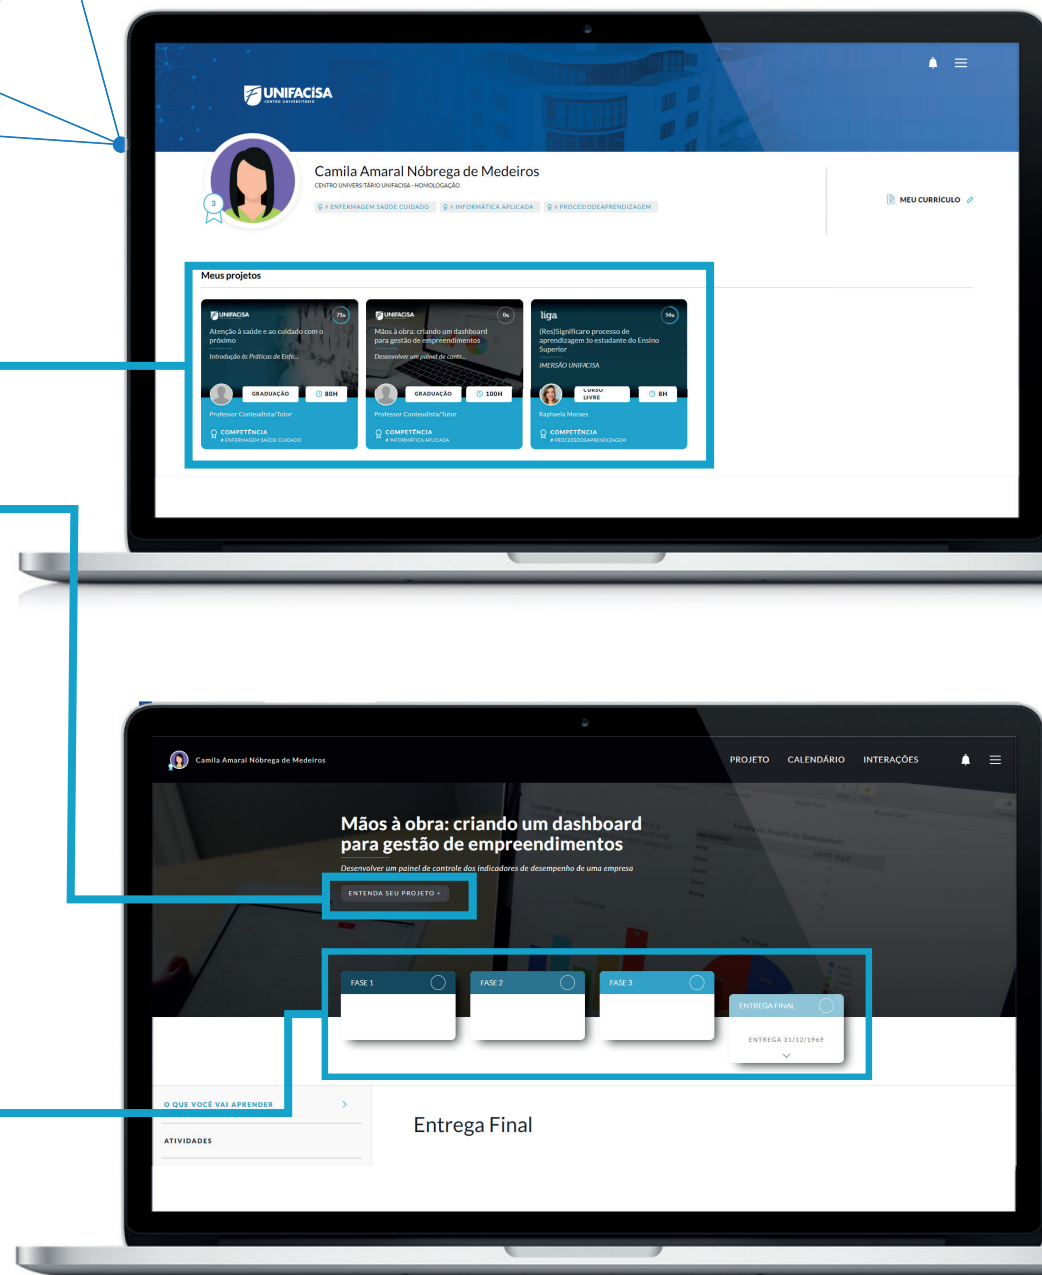 UNIFACISA
CENTRO UNIVERSITÁRIO
Camila Amaral Nóbrega de Medeiros
CENTRO UNIVERSITÁRIO UNIFACISA - HOMOLOGAÇÃO
3
# ENFERMAGEM SAÚDE CUIDADO
# INFORMÁTICA APLICADA
# PROCESSODEAPRENDIZAGEM
MEU CURRÍCULO
Meus projetos
UNIFACISA
71%
Atenção à saúde e ao cuidado com o
próximo
Introdução às Práticas de Enfe...
GRADUAÇÃO
80H
Professor Conteudista/Tutor
COMPETÊNCIA
# ENFERMAGEM SAÚDE CUIDADO
UNIFACISA
0%
Mãos à obra: criando um dashboard
para gestão de empreendimentos
Desenvolver um painel de contr...
GRADUAÇÃO
100H
Professor Conteudista/Tutor
COMPETÊNCIA
# INFORMÁTICA APLICADA
liga
56%
(Res)Significaro processo de
aprendizagem do estudante do Ensino
Superior
IMERSÃO UNIFACISA
CURSO
LIVRE
8H
Raphaela Moraes
COMPETÊNCIA
# PROCESSODEAPRENDIZAGEM
Camila Amaral Nóbrega de Medeiros
PROJETO
CALENDÁRIO
INTERAÇÕES
Mãos à obra: criando um dashboard
para gestão de empreendimentos
Desenvolver um painel de controle dos indicadores de desempenho de uma empresa
ENTENDA SEU PROJETO +
FASE 1
FASE 2
FASE 3
ENTREGA FINAL
ENTREGA 31/12/1969
O QUE VOCÊ VAI APRENDER
ATIVIDADES
Entrega Final